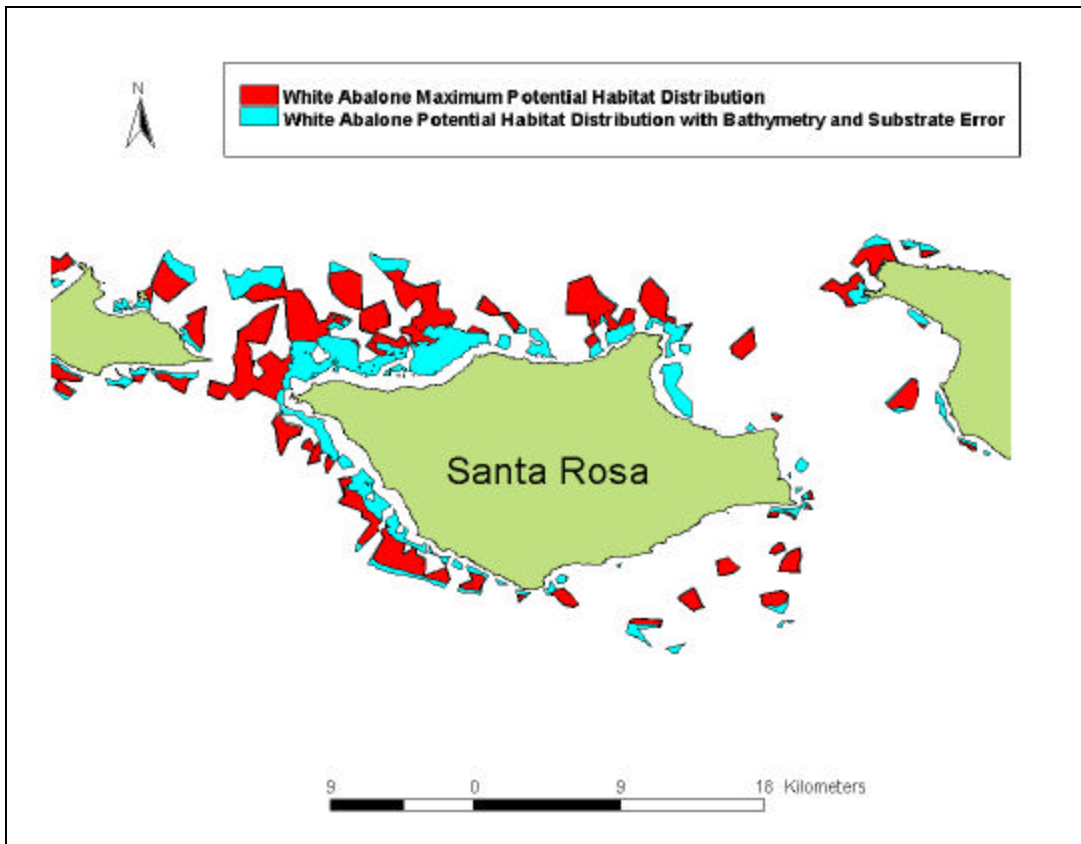 N
White Abalone Maximum Potential Habitat Distribution
White Abalone Potential Habitat Distribution with Bathymetry and Substrate Error
Santa Rosa
9 0 9 18 Kilometers